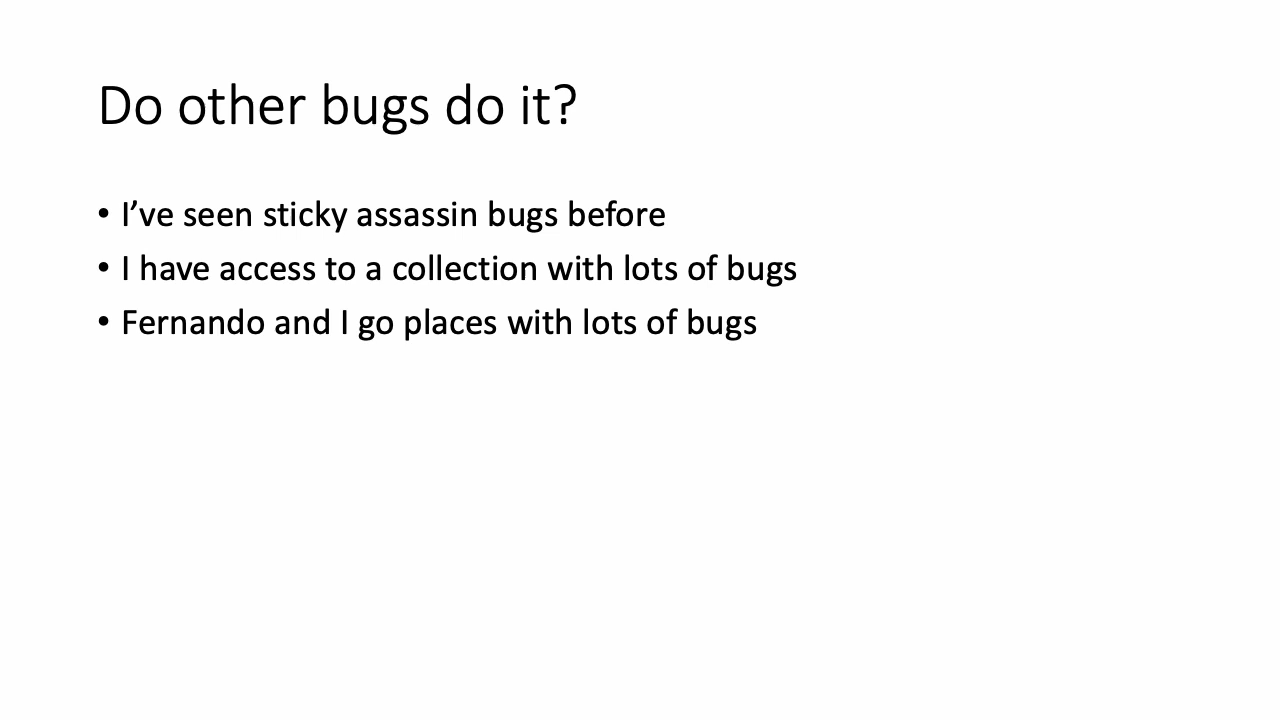 Do other bugs do it?
• I’ve seen sticky assassin bugs before
• I have access to a collection with lots of bugs
• Fernando and I go places with lots of bugs